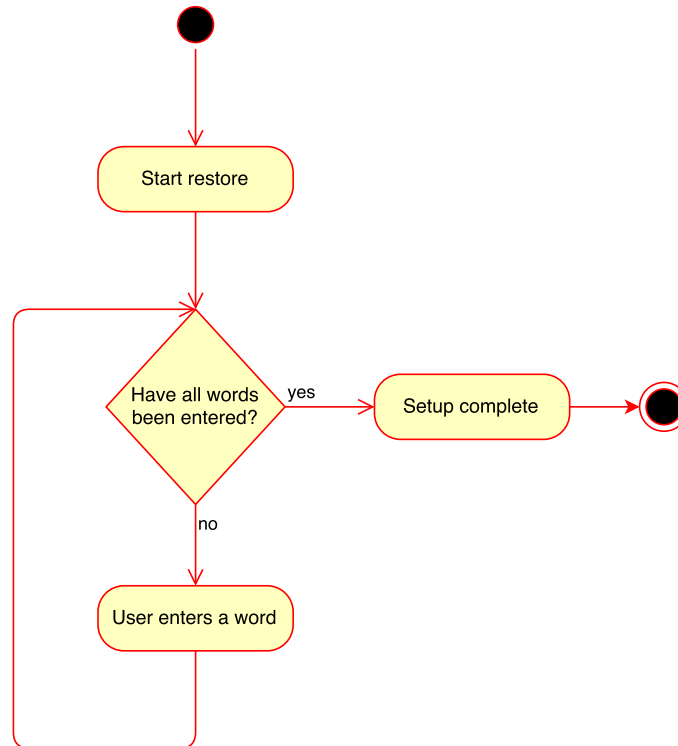 Start restore
Have all words
been entered?
yes
Setup complete
no
User enters a word